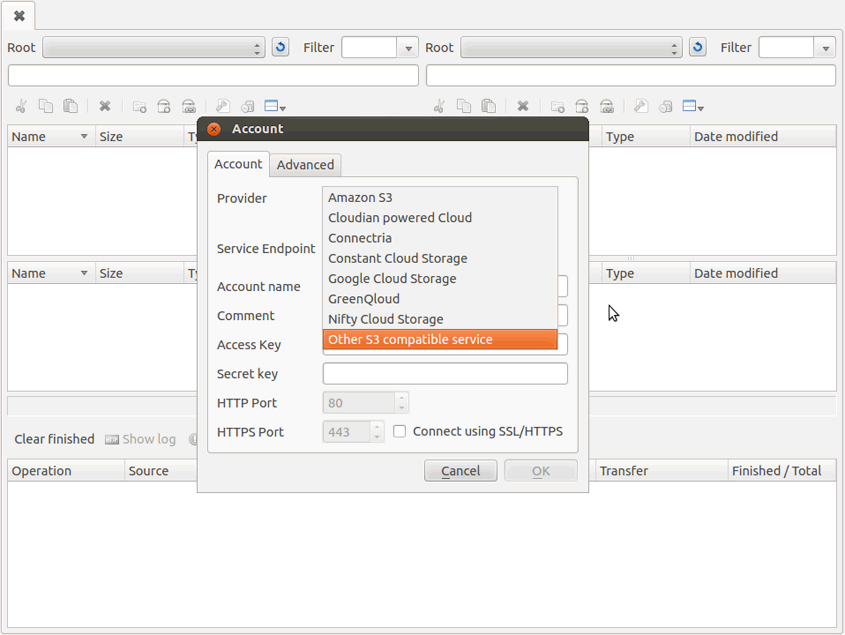 Root Filter Root Filter
Name Size Ty Type Date modified
Account
Account Advanced
Provider
Amazon S3
Cloudian powered Cloud
Connectria
Constant Cloud Storage
Google Cloud Storage
GreenQloud
Nifty Cloud Storage
Other S3 compatible service
Service Endpoint
Account name
Comment
Access Key
Secret key
HTTP Port 80
HTTPS Port 443 Connect using SSL/HTTPS
Cancel OK
Name Size Ty Type Date modified
Clear finished Show log
Operation Source Transfer Finished / Total